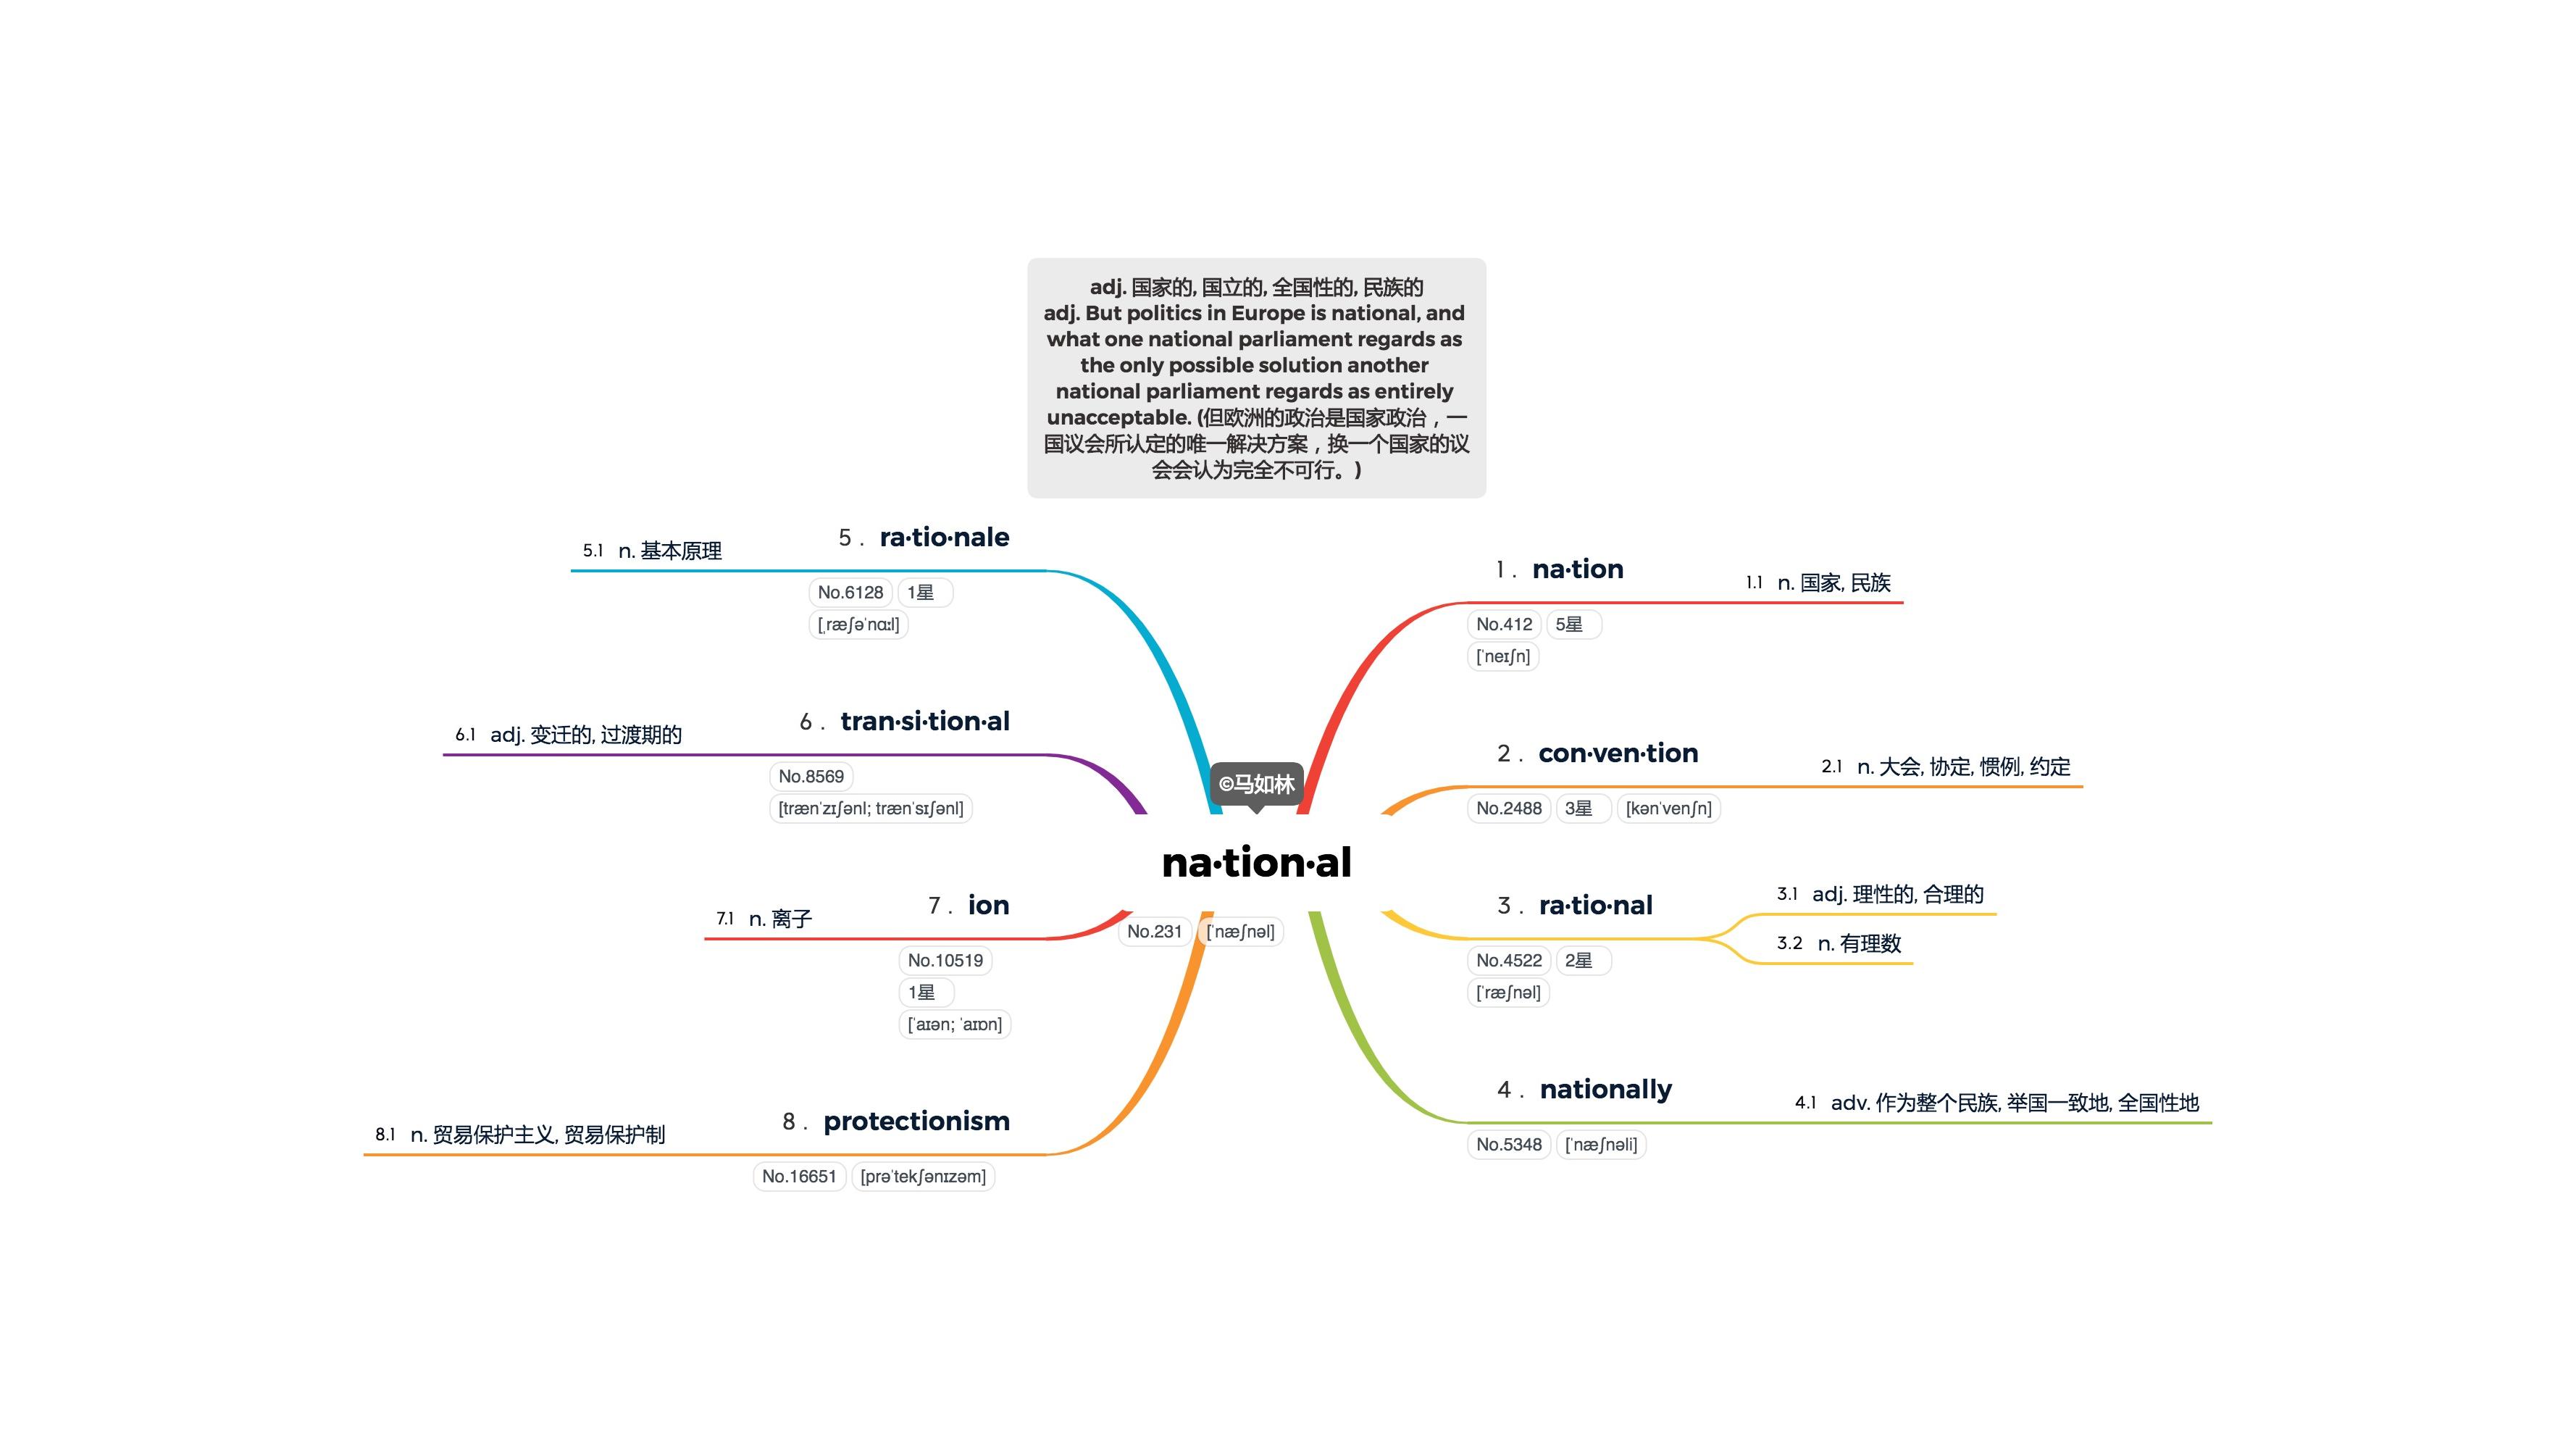 adj. 国家的, 国立的, 全国性的, 民族的
adj. But politics in Europe is national, and
what one national parliament regards as
the only possible solution another
national parliament regards as entirely
unacceptable. (但欧洲的政治是国家政治，一
国议会所认定的唯一解决方案，换一个国家的议
会会认为完全不可行。)
©马如林
na·tion·al
No.231 [ˈnæʃnəl]
1 . na·tion
1.1 n. 国家, 民族
No.412 5星
[ˈneɪʃn]
2 . con·ven·tion
2.1 n. 大会, 协定, 惯例, 约定
No.2488 3星 [kənˈvenʃn]
3 . ra·tio·nal
3.1 adj. 理性的, 合理的
3.2 n. 有理数
No.4522 2星
[ˈræʃnəl]
4 . nationally
4.1 adv. 作为整个民族, 举国一致地, 全国性地
No.5348 [ˈnæʃnəli]
5 . ra·tio·nale
5.1 n. 基本原理
No.6128 1星
[ˌræʃəˈnɑːl]
6 . tran·si·tion·al
6.1 adj. 变迁的, 过渡期的
No.8569
[trænˈzɪʃənl; trænˈsɪʃənl]
7 . ion
7.1 n. 离子
No.10519
1星
[ˈaɪən; ˈaɪɒn]
8 . protectionism
8.1 n. 贸易保护主义, 贸易保护制
No.16651 [prəˈtekʃənɪzəm]